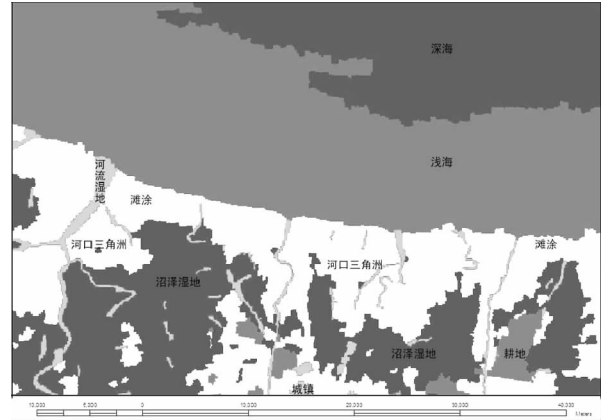 深海
浅海
河流湿地
滩涂
河口三角洲
滩涂
河口三角洲
沼泽湿地
沼泽湿地
耕地
城镇
10,000
5,000
0
10,000
20,000
30,000
40,000
Meters